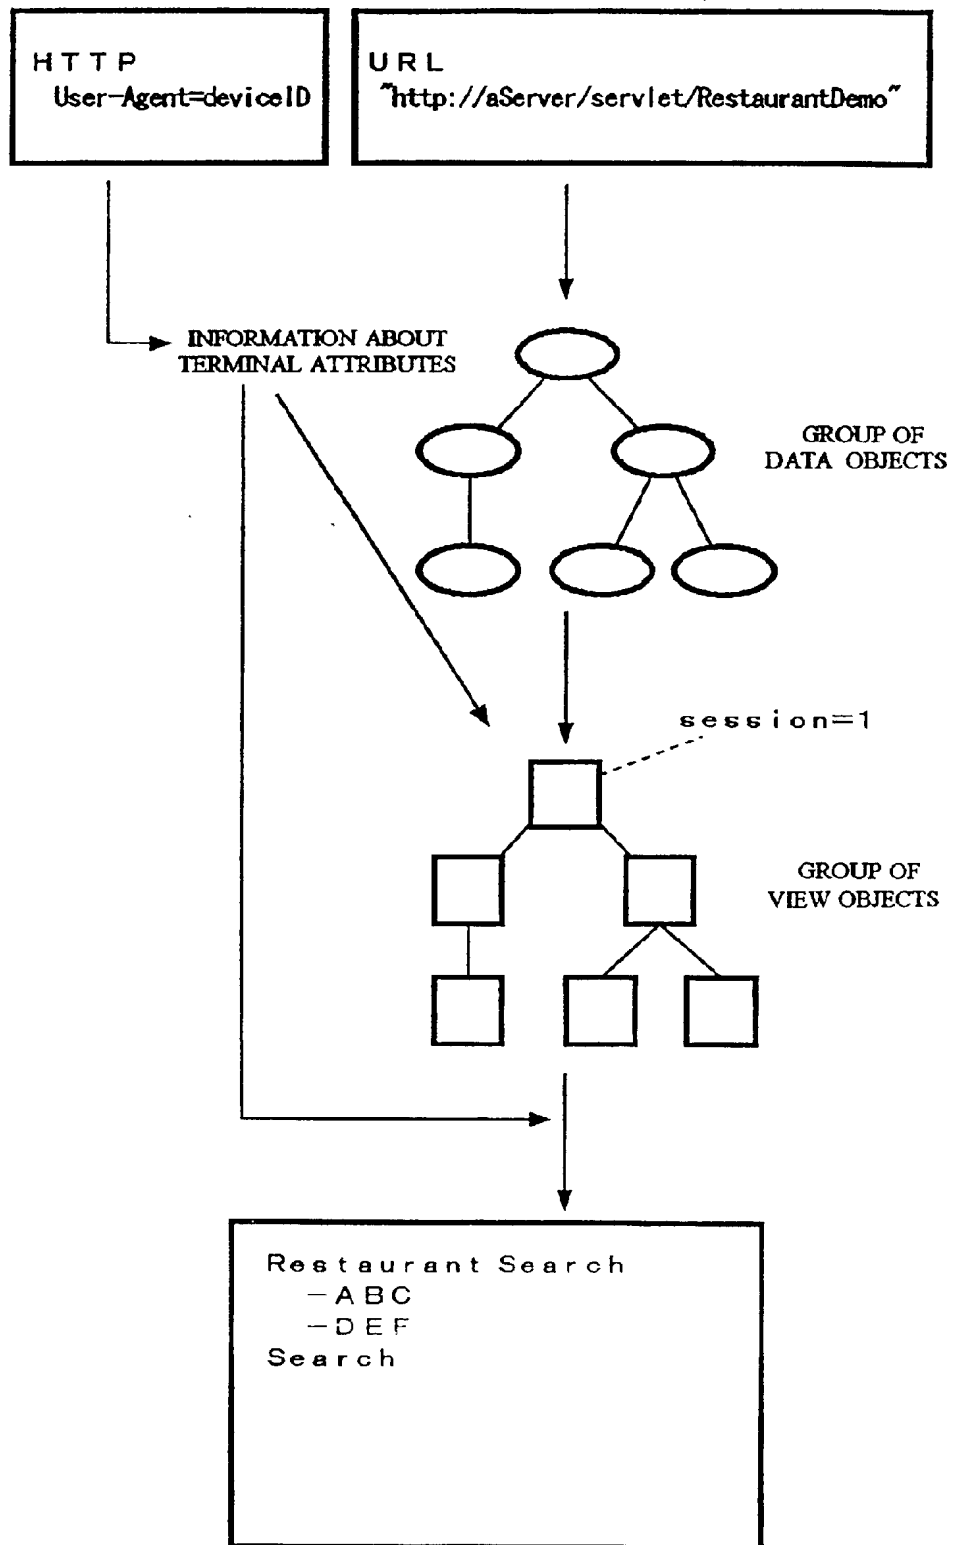 HTTP
User-Agent=deviceID
URL
"http://aServer/servlet/RestaurantDemo"
INFORMATION ABOUT
TERMINAL ATTRIBUTES
GROUP OF
DATA OBJECTS
session=1
GROUP OF
VIEW OBJECTS
Restaurant Search
-ABC
-DEF
Search